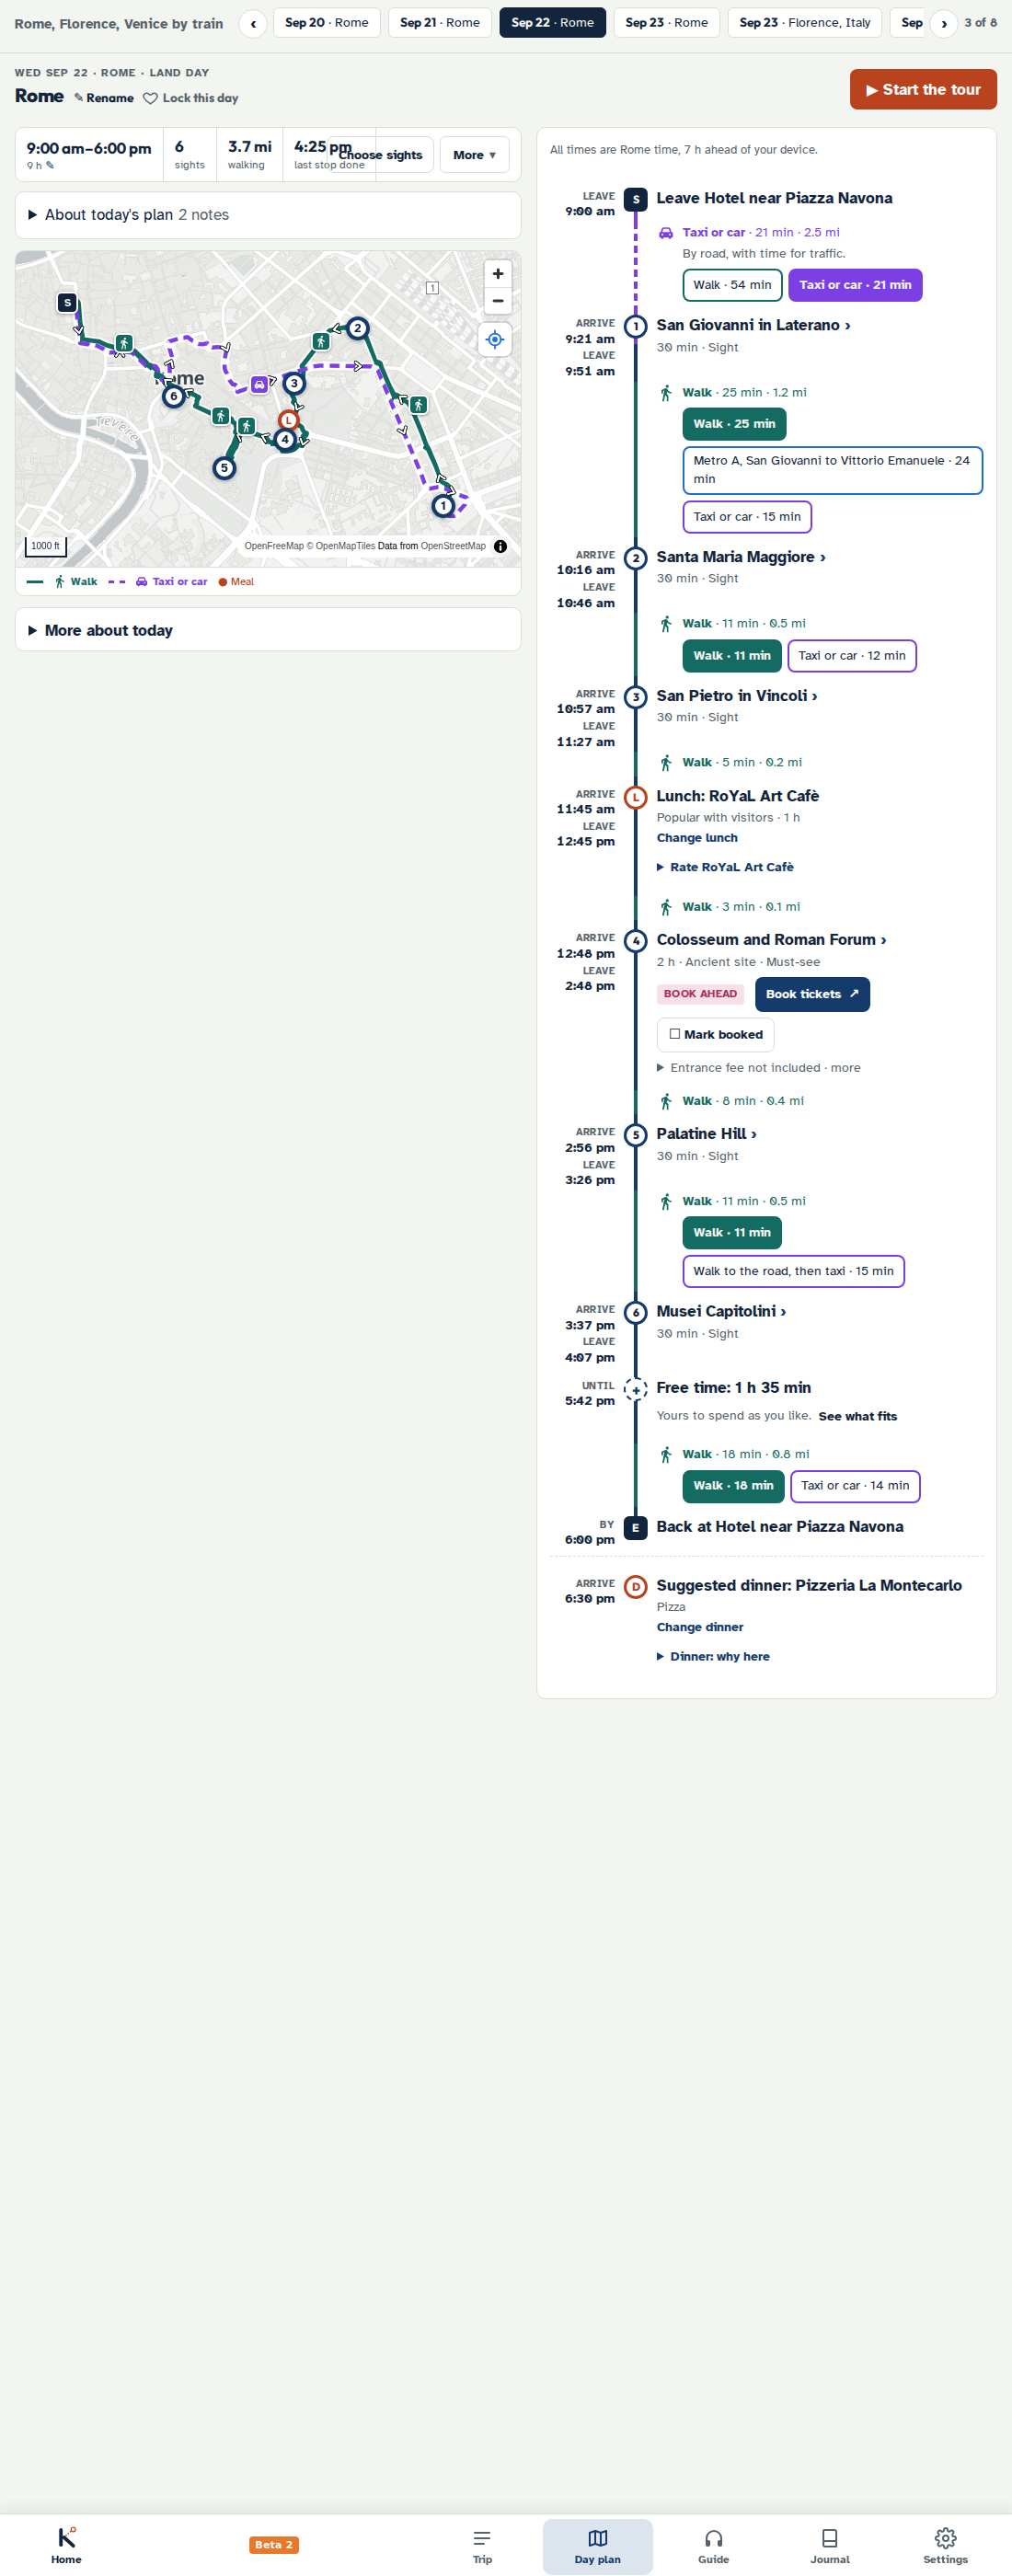 Rome, Florence, Venice by train
‹
Sep 20 · Rome
Sep 21 · Rome
Sep 22 · Rome
Sep 23 · Rome
Sep 23 · Florence, Italy
Sep
›
3 of 8
WED SEP 22 · ROME · LAND DAY
Rome ✎ Rename Lock this day
▶ Start the tour
9:00 am–6:00 pm
9 h ✎
6
sights
3.7 mi
walking
4:25 pm
last stop done
Choose sights
More ▾
▶ About today's plan 2 notes
+
−
1
S
2
3
L
4
5
6
1
Tevere
1000 ft
OpenFreeMap © OpenMapTiles Data from OpenStreetMap
Walk
Taxi or car
Meal
▶ More about today
All times are Rome time, 7 h ahead of your device.
LEAVE
9:00 am
S
Leave Hotel near Piazza Navona
Taxi or car · 21 min · 2.5 mi
By road, with time for traffic.
Walk · 54 min
Taxi or car · 21 min
ARRIVE
9:21 am
LEAVE
9:51 am
1
San Giovanni in Laterano ›
30 min · Sight
Walk · 25 min · 1.2 mi
Walk · 25 min
Metro A, San Giovanni to Vittorio Emanuele · 24
min
Taxi or car · 15 min
ARRIVE
10:16 am
LEAVE
10:46 am
2
Santa Maria Maggiore ›
30 min · Sight
Walk · 11 min · 0.5 mi
Walk · 11 min
Taxi or car · 12 min
ARRIVE
10:57 am
LEAVE
11:27 am
3
San Pietro in Vincoli ›
30 min · Sight
Walk · 5 min · 0.2 mi
ARRIVE
11:45 am
LEAVE
12:45 pm
L
Lunch: RoYaL Art Cafè
Popular with visitors · 1 h
Change lunch
▶ Rate RoYaL Art Cafè
Walk · 3 min · 0.1 mi
ARRIVE
12:48 pm
LEAVE
2:48 pm
4
Colosseum and Roman Forum ›
2 h · Ancient site · Must-see
BOOK AHEAD
Book tickets ↗
☐ Mark booked
▶ Entrance fee not included · more
Walk · 8 min · 0.4 mi
ARRIVE
2:56 pm
LEAVE
3:26 pm
5
Palatine Hill ›
30 min · Sight
Walk · 11 min · 0.5 mi
Walk · 11 min
Walk to the road, then taxi · 15 min
ARRIVE
3:37 pm
LEAVE
4:07 pm
6
Musei Capitolini ›
30 min · Sight
UNTIL
5:42 pm
+
Free time: 1 h 35 min
Yours to spend as you like. See what fits
Walk · 18 min · 0.8 mi
Walk · 18 min
Taxi or car · 14 min
BY
6:00 pm
E
Back at Hotel near Piazza Navona
ARRIVE
6:30 pm
D
Suggested dinner: Pizzeria La Montecarlo
Pizza
Change dinner
▶ Dinner: why here
Home
Beta 2
Trip
Day plan
Guide
Journal
Settings